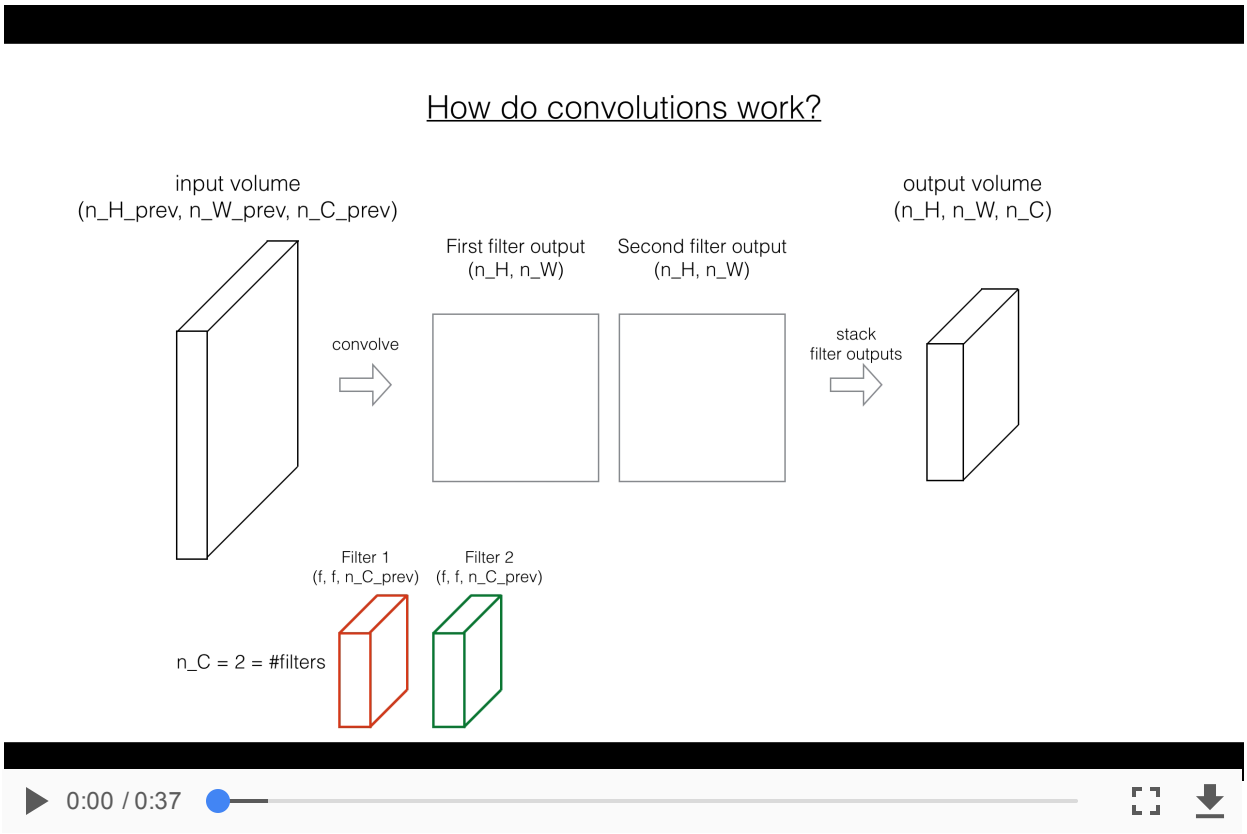 How do convolutions work?
input volume
(n_H_prev, n_W_prev, n_C_prev)
output volume
(n_H, n_W, n_C)
First filter output
(n_H, n_W)
Second filter output
(n_H, n_W)
convolve
stack
filter outputs
Filter 1
(f, f, n_C_prev)
Filter 2
(f, f, n_C_prev)
n_C = 2 = #filters
0:00 / 0:37